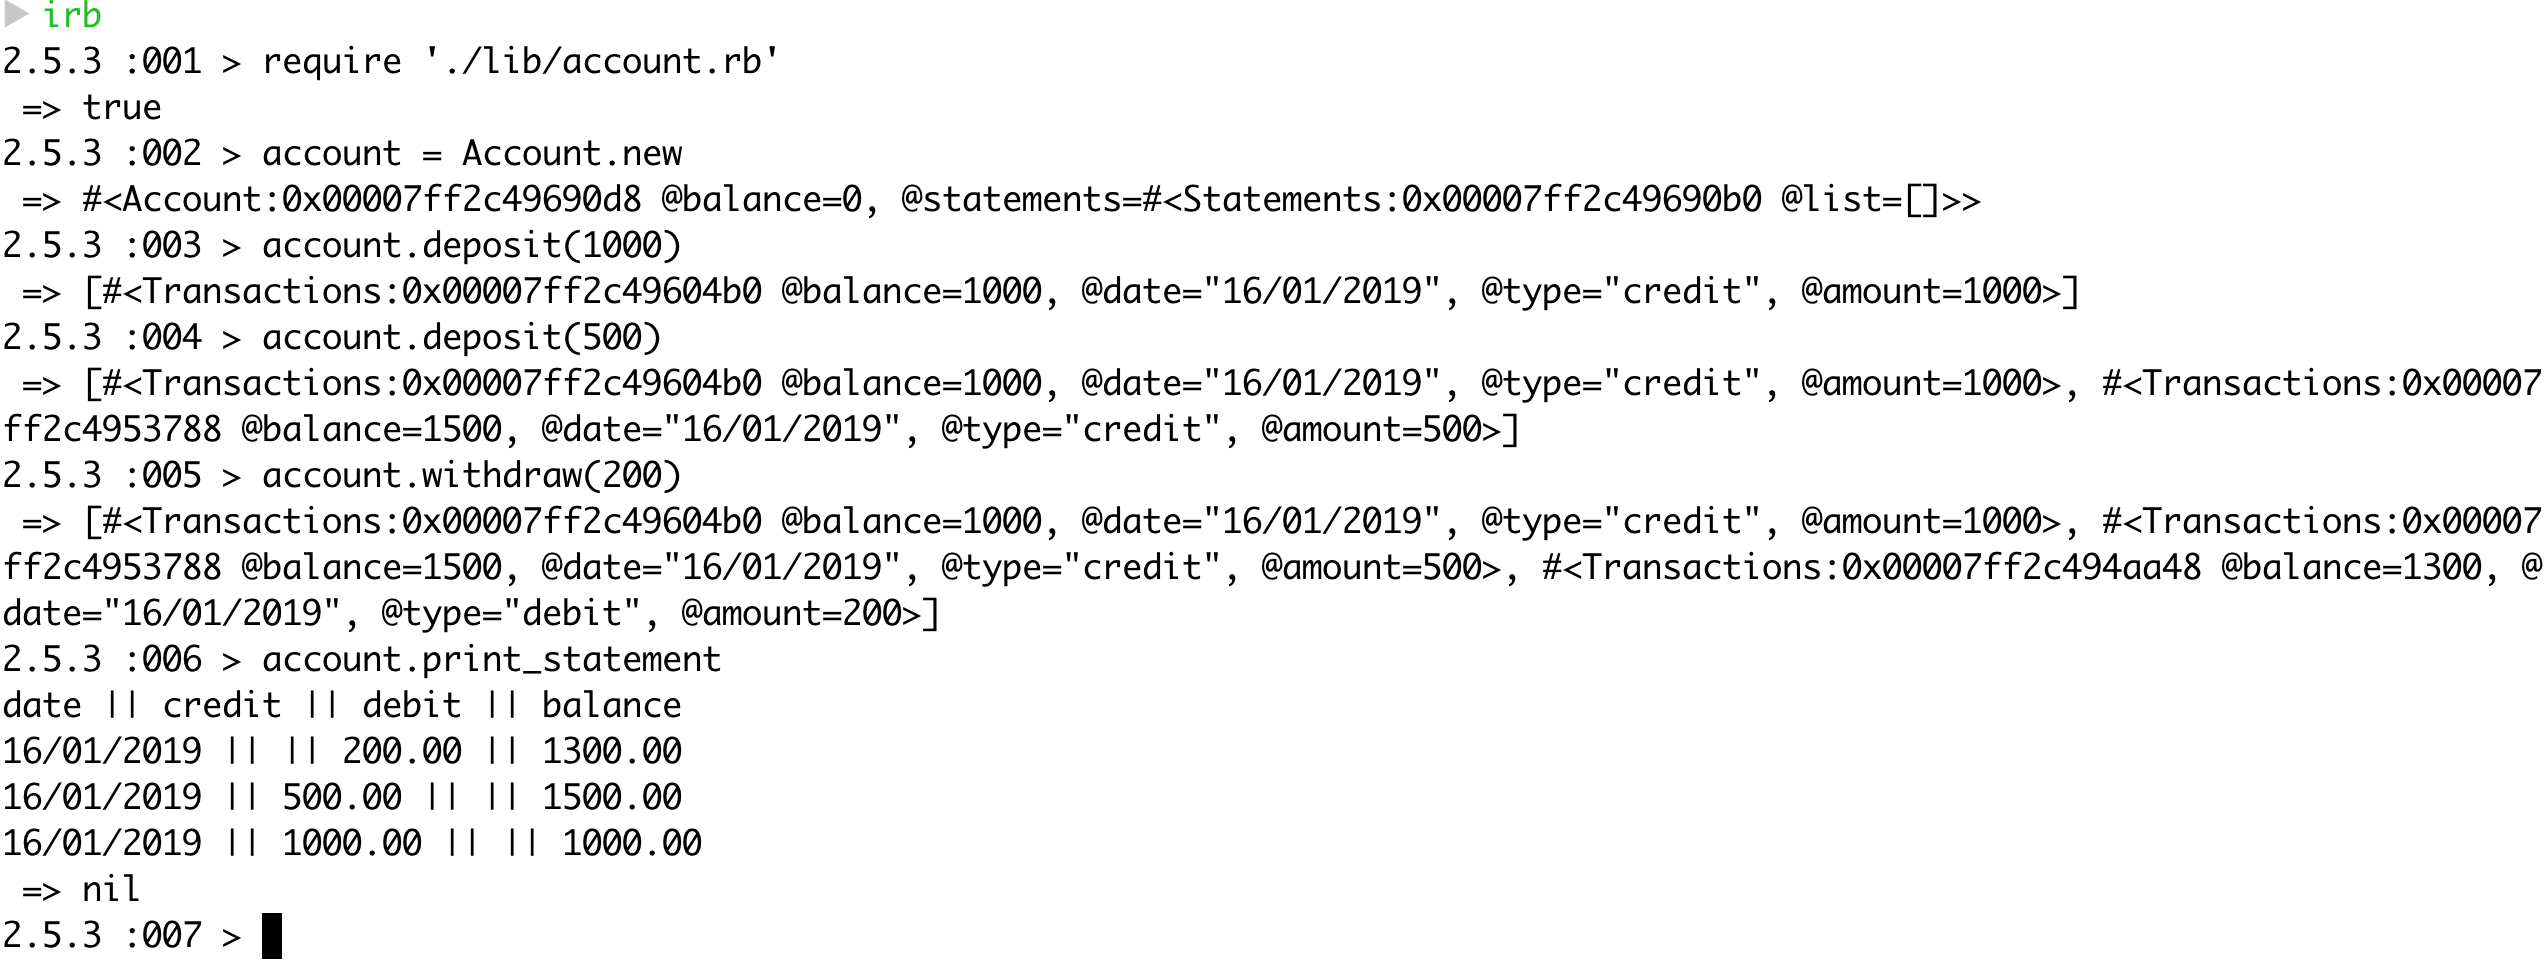 irb
2.5.3 :001 > require './lib/account.rb'
 => true
2.5.3 :002 > account = Account.new
 => #<Account:0x00007ff2c49690d8 @balance=0, @statements=#<Statements:0x00007ff2c49690b0 @list=[]>>
2.5.3 :003 > account.deposit(1000)
 => [#<Transactions:0x00007ff2c49604b0 @balance=1000, @date="16/01/2019", @type="credit", @amount=1000>]
2.5.3 :004 > account.deposit(500)
 => [#<Transactions:0x00007ff2c49604b0 @balance=1000, @date="16/01/2019", @type="credit", @amount=1000>, #<Transactions:0x00007
ff2c4953788 @balance=1500, @date="16/01/2019", @type="credit", @amount=500>]
2.5.3 :005 > account.withdraw(200)
 => [#<Transactions:0x00007ff2c49604b0 @balance=1000, @date="16/01/2019", @type="credit", @amount=1000>, #<Transactions:0x00007
ff2c4953788 @balance=1500, @date="16/01/2019", @type="credit", @amount=500>, #<Transactions:0x00007ff2c494aa48 @balance=1300, @
date="16/01/2019", @type="debit", @amount=200>]
2.5.3 :006 > account.print_statement
date || credit || debit || balance
16/01/2019 || || 200.00 || 1300.00
16/01/2019 || 500.00 || || 1500.00
16/01/2019 || 1000.00 || || 1000.00
 => nil
2.5.3 :007 >